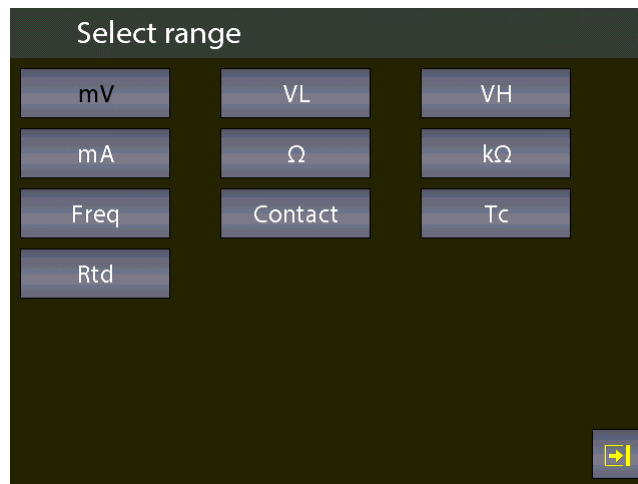 Select range
mV VL VH
mA Ω kΩ
Freq Contact Tc
Rtd